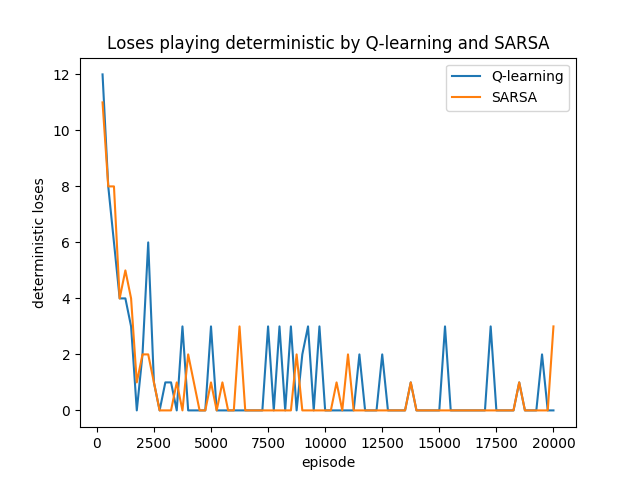 Loses playing deterministic by Q-learning and SARSA
Q-learning
SARSA
deterministic loses
12
10
8
6
4
2
0
0 2500 5000 7500 10000 12500 15000 17500 20000
episode